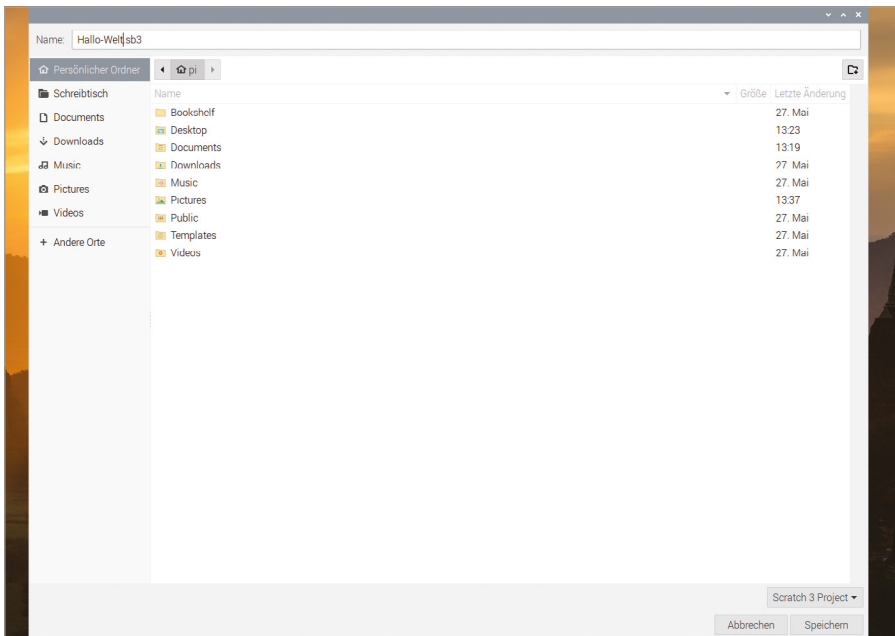 Name: Hallo-Welt.sb3
Persönlicher Ordner
pi
Schreibtisch
Documents
Downloads
Music
Pictures
Videos
Andere Orte
Name Größe Letzte Änderung
Bookshelf 27. Mai
Desktop 13:23
Documents 13:19
Downloads 27. Mai
Music 27. Mai
Pictures 13:37
Public 27. Mai
Templates 27. Mai
Videos 27. Mai
Scratch 3 Project
Abbrechen Speichern